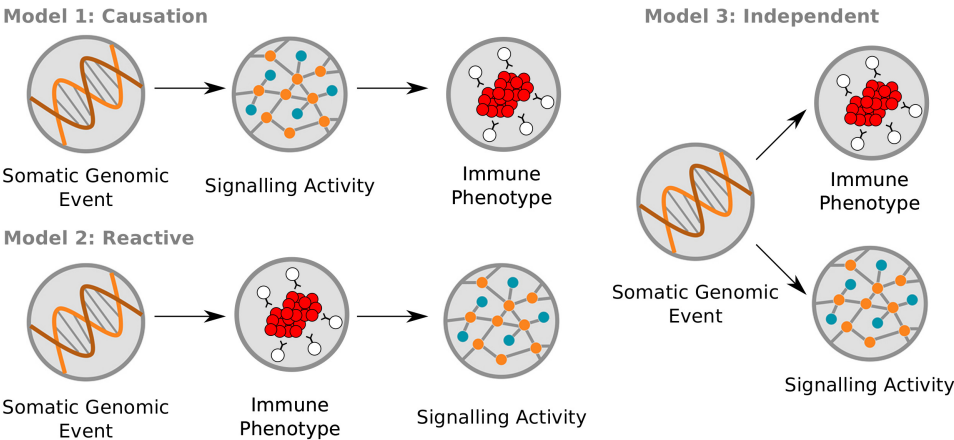 Model 1: Causation
Somatic Genomic
Event
Signalling Activity
Immune
Phenotype
Model 2: Reactive
Somatic Genomic
Event
Immune
Phenotype
Signalling Activity
Model 3: Independent
Somatic Genomic
Event
Immune
Phenotype
Signalling Activity